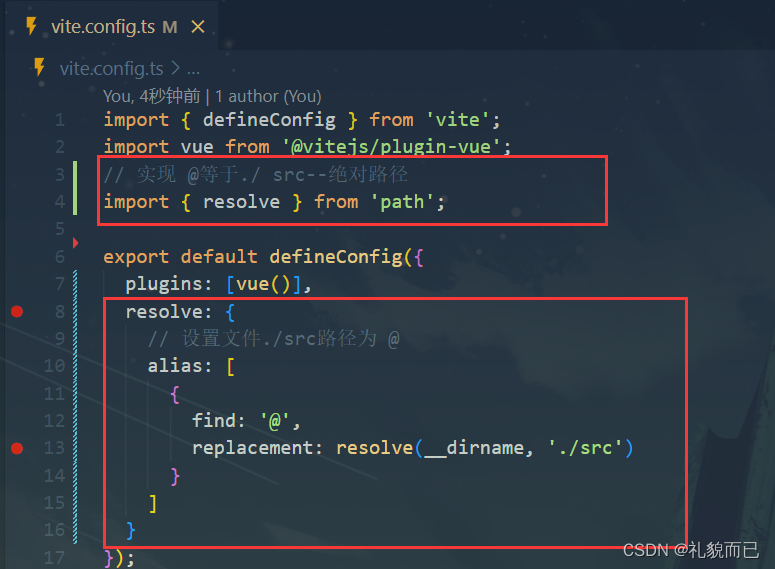 vite.config.ts M ×
vite.config.ts > ...
You, 4秒钟前 | 1 author (You)
1 import { defineConfig } from 'vite';
2 import vue from '@vitejs/plugin-vue';
3 // 实现 @等于./ src--绝对路径
4 import { resolve } from 'path';
5
6 export default defineConfig({
7 plugins: [vue()],
8 resolve: {
9 // 设置文件./src路径为 @
10 alias: [
11 {
12 find: '@',
13 replacement: resolve(__dirname, './src')
14 }
15 ]
16 }
17 });
CSDN @礼貌而已